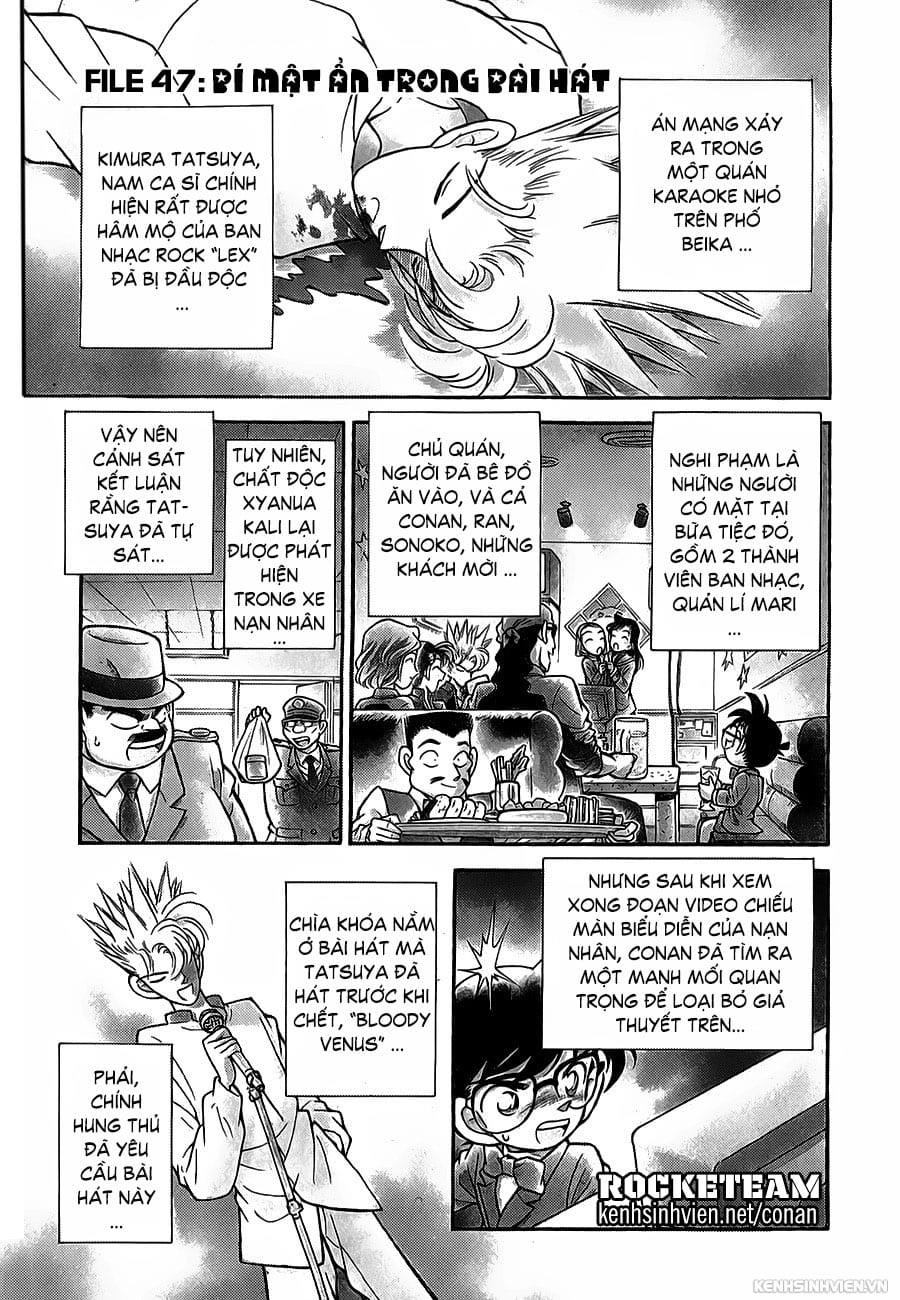 FILE 47: BÍ MẬT ẨN TRONG BÀI HÁT
ÁN MẠNG XẢY
RA TRONG
MỘT QUÁN
KARAOKE NHỎ
TRÊN PHỐ
BEIKA ...
KIMURA TATSUYA,
NAM CA SĨ CHÍNH
HIỆN RẤT ĐƯỢC
HÂM MỘ CỦA BAN
NHẠC ROCK "LEX"
ĐÃ BỊ ĐẦU ĐỘC
...
NGHI PHẠM LÀ
NHỮNG NGƯỜI
CÓ MẶT TẠI
BỮA TIỆC ĐÓ,
GỒM 2 THÀNH
VIÊN BAN NHẠC,
QUẢN LÍ MARI
...
CHỦ QUÁN,
NGƯỜI ĐÃ BÊ ĐỒ
ĂN VÀO, VÀ CẢ
CONAN, RAN,
SONOKO, NHỮNG
KHÁCH MỜI ...
TUY NHIÊN,
CHẤT ĐỘC
XYANUA
KALI LẠI
ĐƯỢC PHÁT
HIỆN
TRONG XE
NẠN NHÂN
...
VẬY NÊN
CẢNH SÁT
KẾT LUẬN
RẰNG TAT-
SUYA ĐÃ TỰ
SÁT...
NHƯNG SAU KHI XEM
XONG ĐOẠN VIDEO CHIẾU
MÀN BIỂU DIỄN CỦA NẠN
NHÂN, CONAN ĐÃ TÌM RA
MỘT MANH MỐI QUAN
TRỌNG ĐỂ LOẠI BỎ GIẢ
THUYẾT TRÊN...
CHÌA KHÓA NẰM
Ở BÀI HÁT MÀ
TATSUYA ĐÃ
HÁT TRƯỚC KHI
CHẾT, "BLOODY
VENUS" ...
PHẢI,
CHÍNH
HUNG THỦ
ĐÃ YÊU
CẦU BÀI
HÁT NÀY
...
ROCKETEAM
kenhsinhvien.net/conan
KENHSINHVIEN.VN